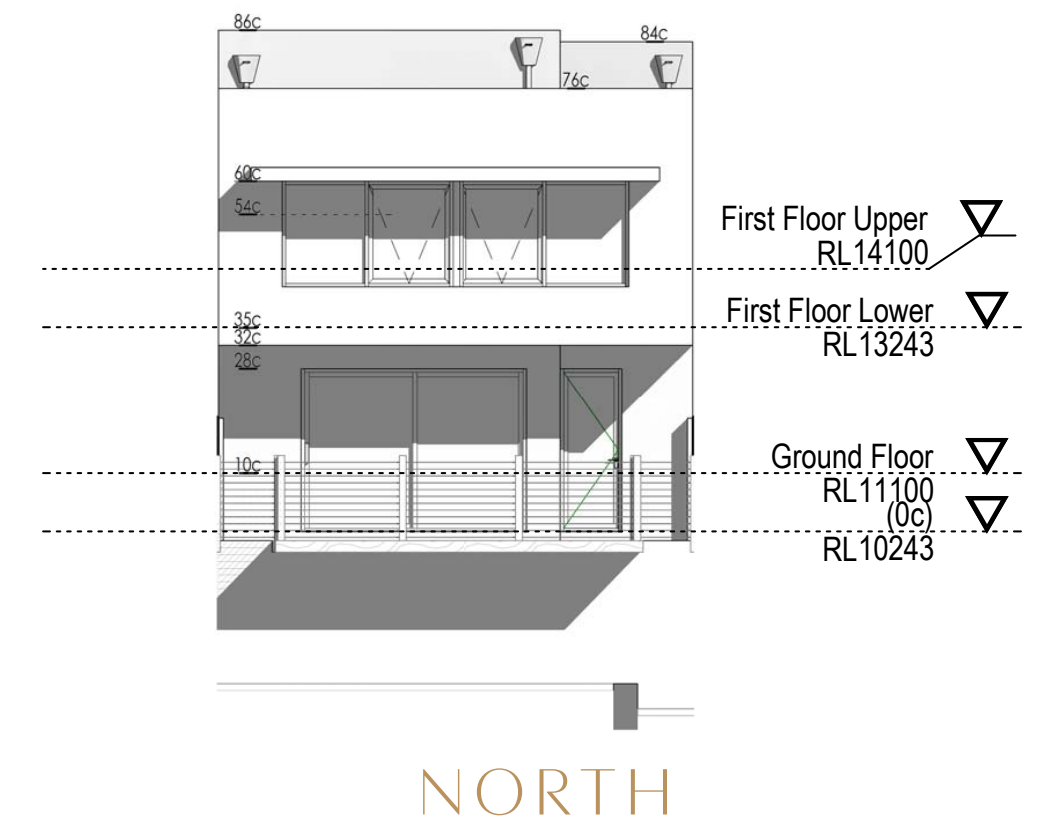 86c
84c
76c
60c
54c
First Floor Upper
RL14100
35c
First Floor Lower
32c
RL13243
28c
10c
Ground Floor
RL11100
(0c)
RL10243
NORTH